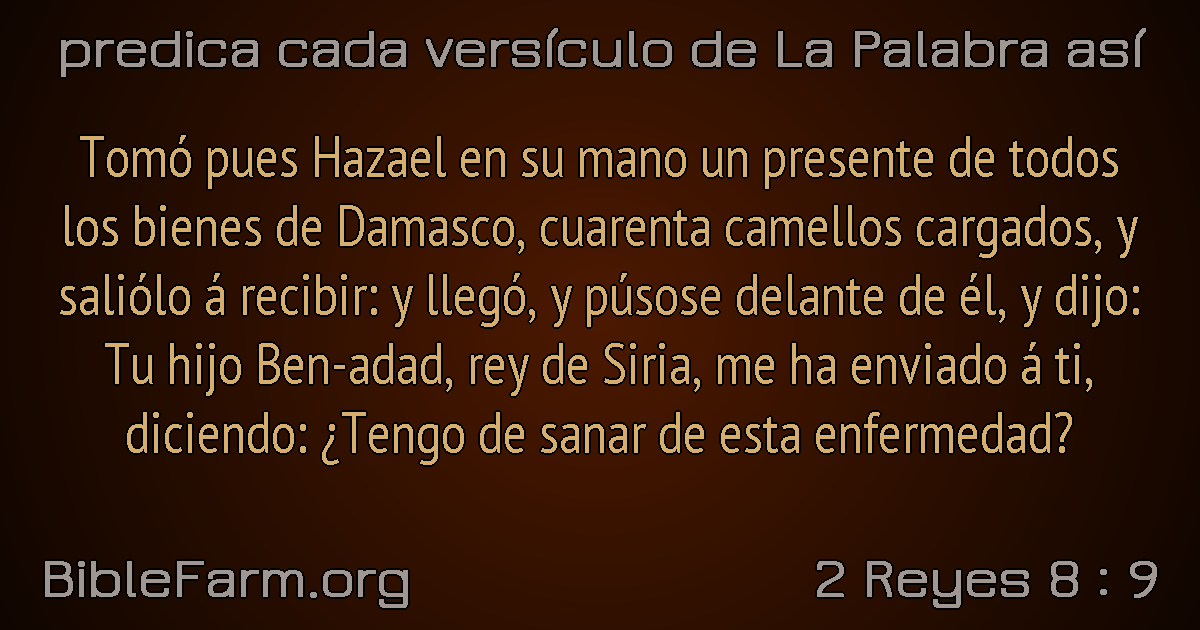 predica cada versículo de La Palabra así
Tomó pues Hazael en su mano un presente de todos
los bienes de Damasco, cuarenta camellos cargados, y
saliólo á recibir: y llegó, y púsose delante de él, y dijo:
Tu hijo Ben-adad, rey de Siria, me ha enviado á ti,
diciendo: ¿Tengo de sanar de esta enfermedad?
BibleFarm.org
2 Reyes 8 : 9